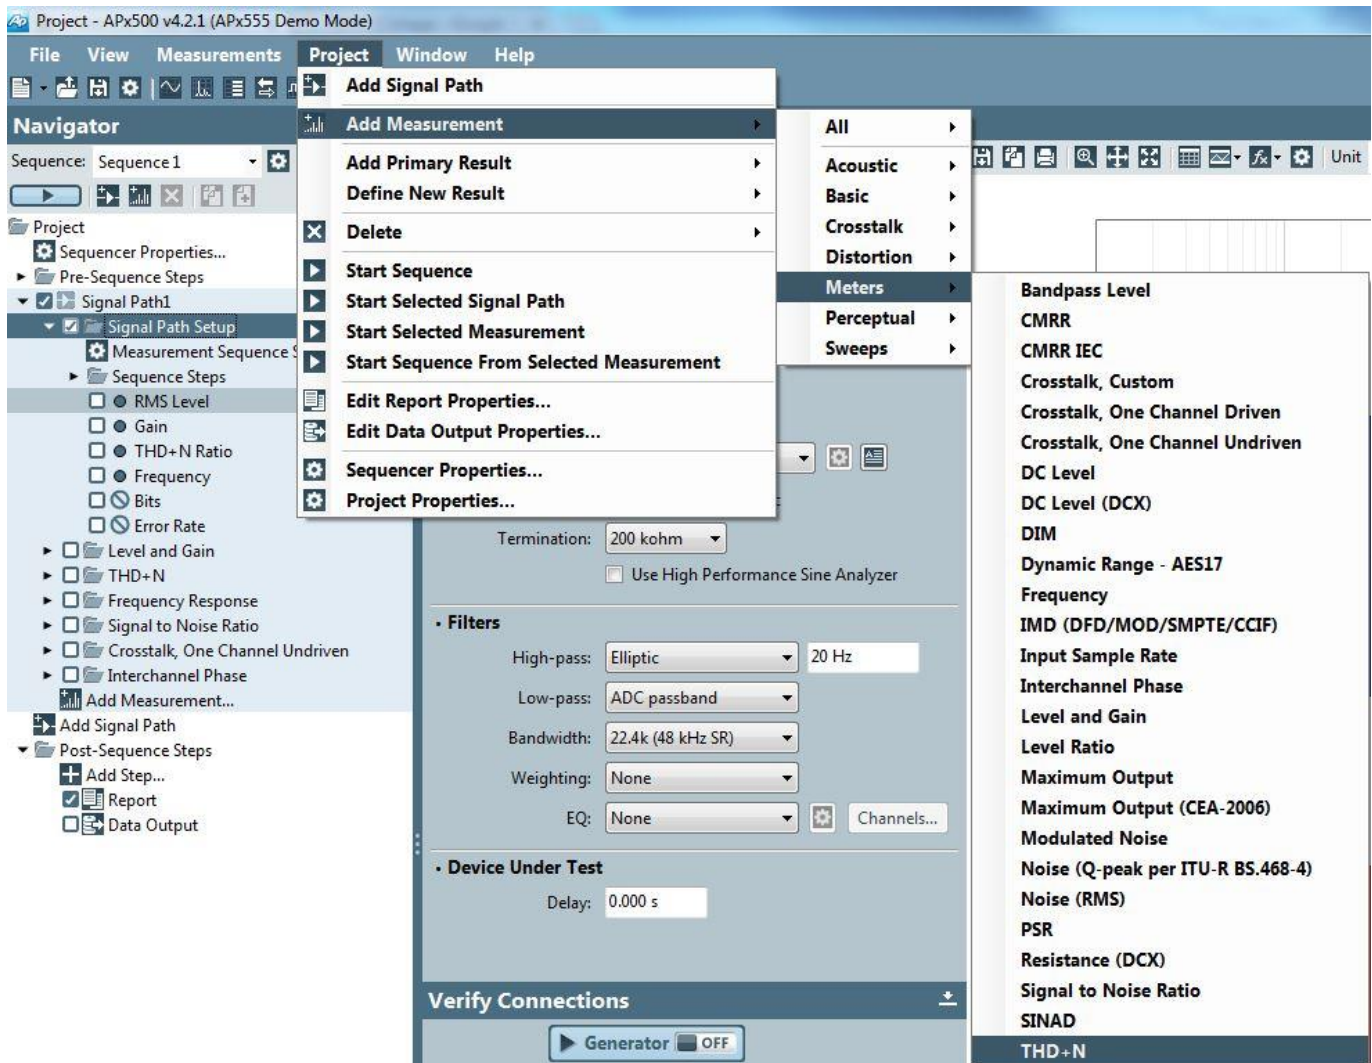 Project - APx500 v4.2.1 (APx555 Demo Mode)
File View Measurements Project Window Help
Navigator
Sequence: Sequence 1
Project
Sequencer Properties...
Pre-Sequence Steps
Signal Path1
Signal Path Setup
Measurement Sequence
Sequence Steps
RMS Level
Gain
THD+N Ratio
Frequency
Bits
Error Rate
Level and Gain
THD+N
Frequency Response
Signal to Noise Ratio
Crosstalk, One Channel Undriven
Interchannel Phase
Add Measurement...
Add Signal Path
Post-Sequence Steps
Add Step...
Report
Data Output
Add Signal Path
Add Measurement
Add Primary Result
Define New Result
Delete
Start Sequence
Start Selected Signal Path
Start Selected Measurement
Start Sequence From Selected Measurement
Edit Report Properties...
Edit Data Output Properties...
Sequencer Properties...
Project Properties...
All
Acoustic
Basic
Crosstalk
Distortion
Meters
Perceptual
Sweeps
Unit
Bandpass Level
CMRR
CMRR IEC
Crosstalk, Custom
Crosstalk, One Channel Driven
Crosstalk, One Channel Undriven
DC Level
DC Level (DCX)
DIM
Dynamic Range - AES17
Frequency
IMD (DFD/MOD/SMPTE/CCIF)
Input Sample Rate
Interchannel Phase
Level and Gain
Level Ratio
Maximum Output
Maximum Output (CEA-2006)
Modulated Noise
Noise (Q-peak per ITU-R BS.468-4)
Noise (RMS)
PSR
Resistance (DCX)
Signal to Noise Ratio
SINAD
THD+N
Termination: 200 kohm
Use High Performance Sine Analyzer
Filters
High-pass: Elliptic 20 Hz
Low-pass: ADC passband
Bandwidth: 22.4k (48 kHz SR)
Weighting: None
EQ: None Channels...
Device Under Test
Delay: 0.000 s
Verify Connections
Generator OFF